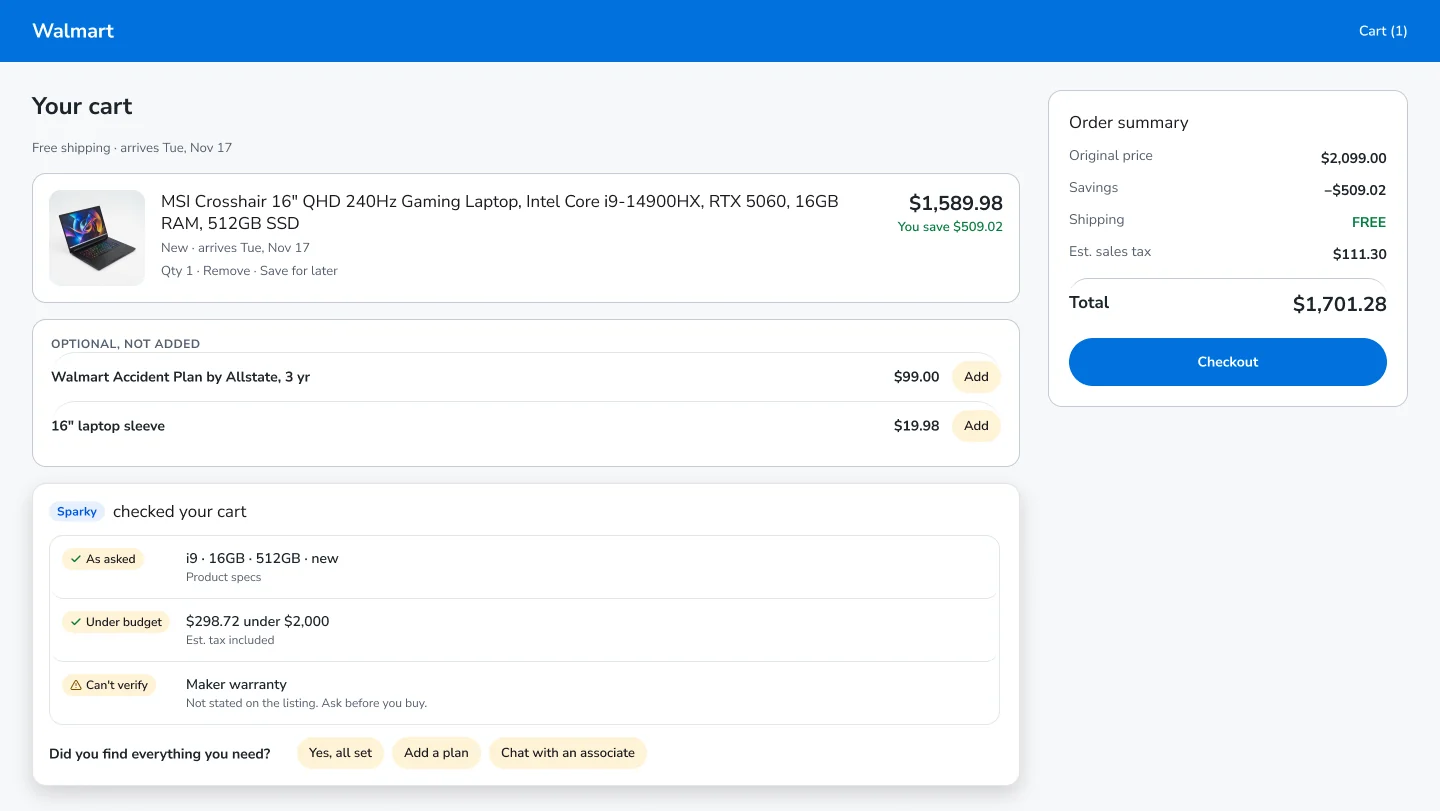 Walmart
Cart (1)
Your cart
Free shipping · arrives Tue, Nov 17
MSI Crosshair 16" QHD 240Hz Gaming Laptop, Intel Core i9-14900HX, RTX 5060, 16GB
RAM, 512GB SSD
New · arrives Tue, Nov 17
Qty 1 · Remove · Save for later
$1,589.98
You save $509.02
OPTIONAL, NOT ADDED
Walmart Accident Plan by Allstate, 3 yr $99.00 Add
16" laptop sleeve $19.98 Add
Sparky checked your cart
As asked i9 · 16GB · 512GB · new
Product specs
Under budget $298.72 under $2,000
Est. tax included
Can't verify Maker warranty
Not stated on the listing. Ask before you buy.
Did you find everything you need? Yes, all set Add a plan Chat with an associate
Order summary
Original price $2,099.00
Savings –$509.02
Shipping FREE
Est. sales tax $111.30
Total $1,701.28
Checkout